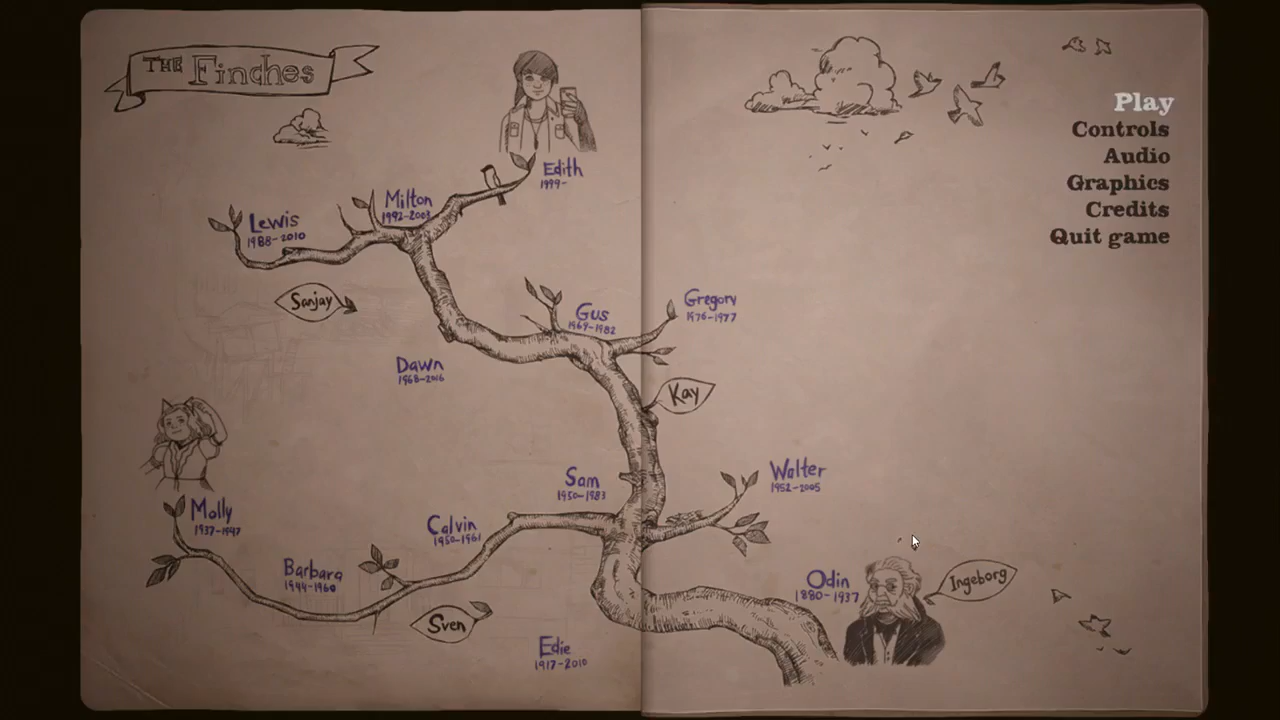 THE Finches
Edith
1999-
Milton
1992-2003
Lewis
1988-2010
Sanjay
Gus
1969-1982
Gregory
1976-1977
Dawn
1968-2016
Kay
Sam
1950-1983
Walter
1952-2005
Molly
1937-1947
Calvin
1950-1961
Barbara
1944-1960
Sven
Edie
1917-2010
Odin
1880-1937
Ingeborg
Play
Controls
Audio
Graphics
Credits
Quit game